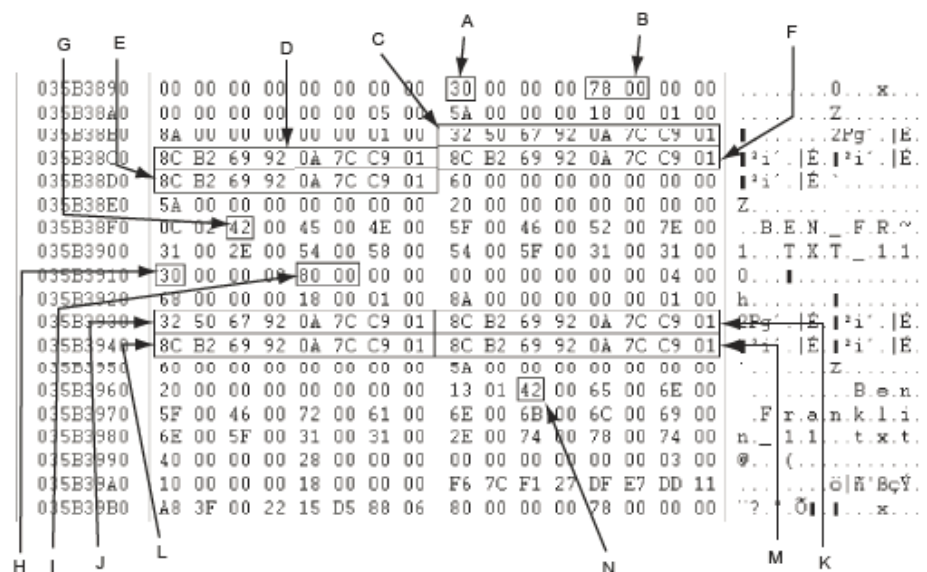 A B
G E D C F
035B3890 00 00 00 00 00 00 00 00 30 00 00 00 78 00 00 00 .......0...x...
035B38A0 00 00 00 00 00 00 05 00 5A 00 00 00 18 00 01 00 ........Z.......
035B38B0 8A 00 00 00 00 00 01 00 32 50 67 92 0A 7C C9 01 2Pg´.|É.
035B38C0 8C B2 69 92 0A 7C C9 01 8C B2 69 92 0A 7C C9 01 ²i´.|É.²i´.|É.
035B38D0 8C B2 69 92 0A 7C C9 01 60 00 00 00 00 00 00 00 ²i´.|É.`.......
035B38E0 5A 00 00 00 00 00 00 00 20 00 00 00 00 00 00 00 Z...............
035B38F0 0C 02 42 00 45 00 4E 00 5F 00 46 00 52 00 7E 00 ..B.E.N._.F.R.~.
035B3900 31 00 2E 00 54 00 58 00 54 00 5F 00 31 00 31 00 1...T.X.T._.1.1.
035B3910 30 00 00 00 80 00 00 00 00 00 00 00 04 00 0...
035B3920 68 00 00 00 18 00 01 00 8A 00 00 00 00 00 01 00 h.......
035B3930 32 50 67 92 0A 7C C9 01 8C B2 69 92 0A 7C C9 01 2Pg´.|É.²i´.|É.
035B3940 8C B2 69 92 0A 7C C9 01 8C B2 69 92 0A 7C C9 01 ²i´.|É.²i´.|É.
035B3950 60 00 00 00 00 00 00 00 5A 00 00 00 00 00 00 00 `.......Z.......
035B3960 20 00 00 00 00 00 00 00 13 01 42 00 65 00 6E 00 ..........B.e.n.
035B3970 5F 00 46 00 72 00 61 00 6E 00 6B 00 6C 00 69 00 _.F.r.a.n.k.l.i.
035B3980 6E 00 5F 00 31 00 31 00 2E 00 74 00 78 00 74 00 n._.1.1...t.x.t.
035B3990 40 00 00 00 28 00 00 00 00 00 00 00 00 00 03 00 @...(...........
035B39A0 10 00 00 00 18 00 00 00 F6 7C F1 27 DF E7 DD 11 ........ö|ñ'ßçÝ.
035B39B0 A8 3F 00 22 15 D5 88 06 80 00 00 00 78 00 00 00 ¨?.".Õ...x...
H I J L N M K